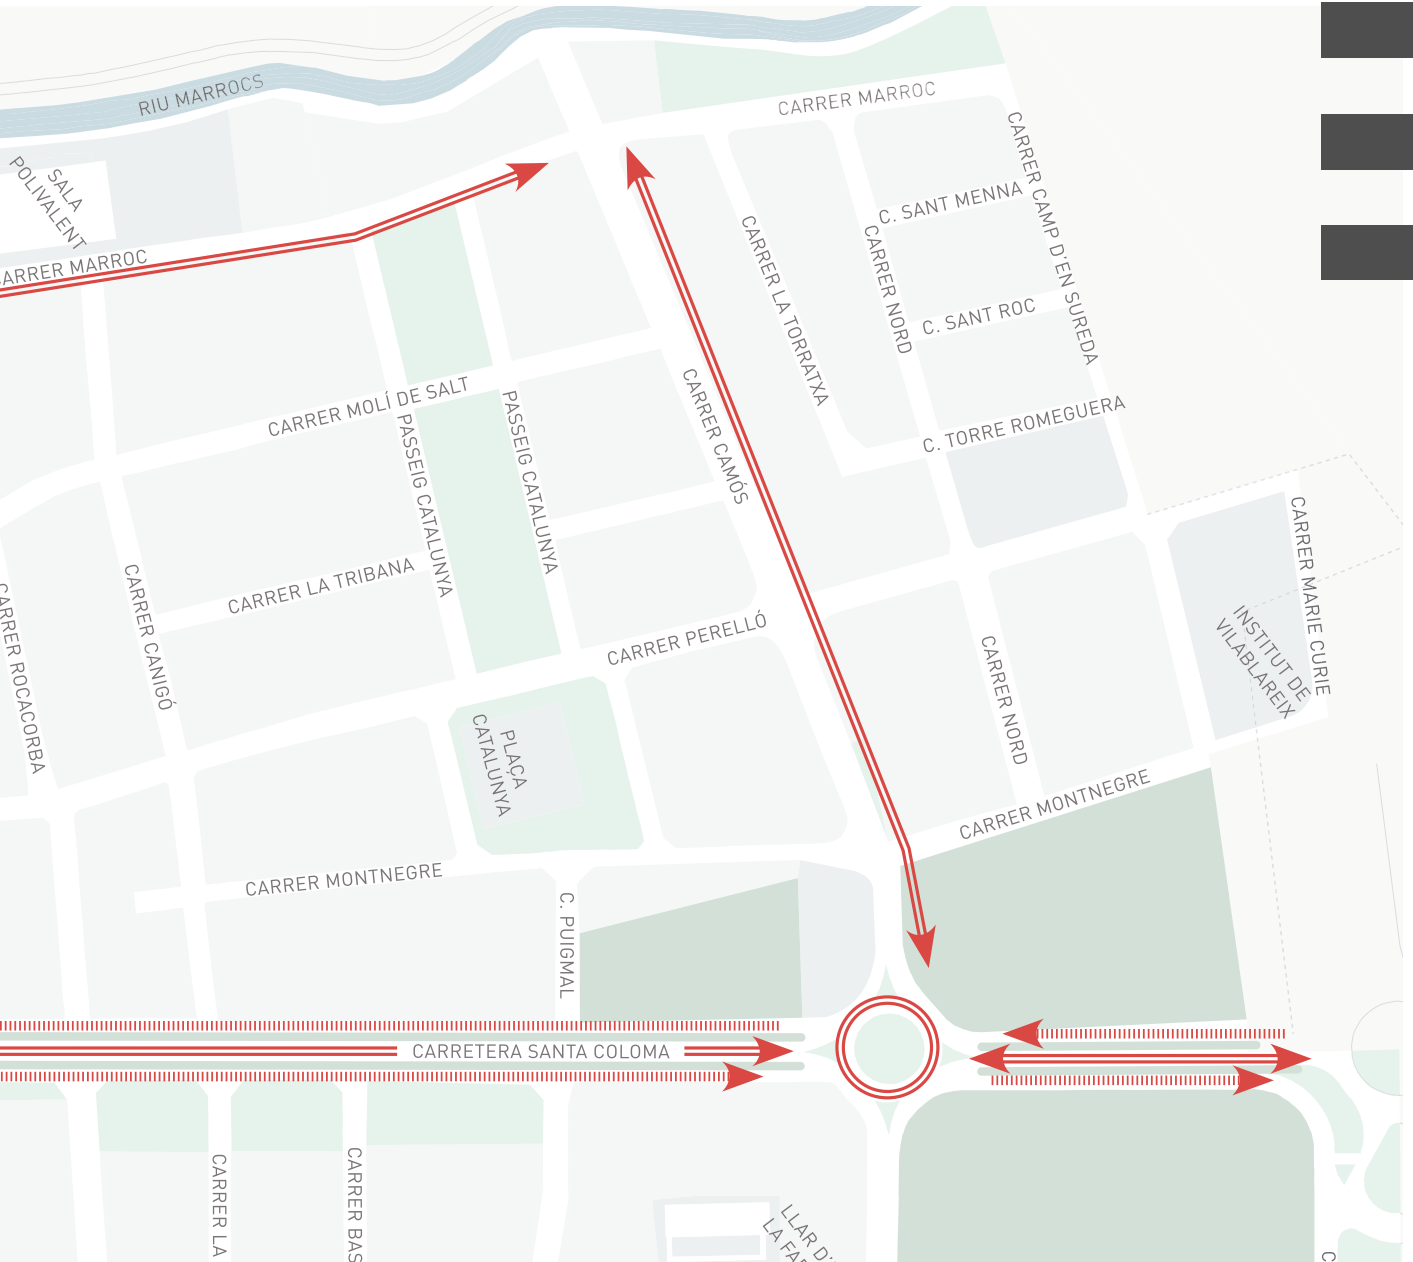 RIU MARROCS
CARRER MARROC
SALA
POLIVALENT
CARRER MARROC
CARRER CAMP D'EN SUREDA
C. SANT MENNA
CARRER LA TORRATXA
CARRER NORD
C. SANT ROC
CARRER MOLÍ DE SALT
CARRER CAMÓS
PASSEIG CATALUNYA
PASSEIG CATALUNYA
C. TORRE ROMEGUERA
CARRER MARIE CURIE
CARRER LA TRIBANA
CARRER CANIGÓ
CARRER ROCACORBA
CARRER PERELLÓ
INSTITUT DE
VILABLAREIX
CARRER NORD
PLAÇA
CATALUNYA
CARRER MONTNEGRE
CARRER MONTNEGRE
C. PUIGMAL
CARRETERA SANTA COLOMA
CARRER LA
CARRER BAS
LLAR D'
LA FA
C